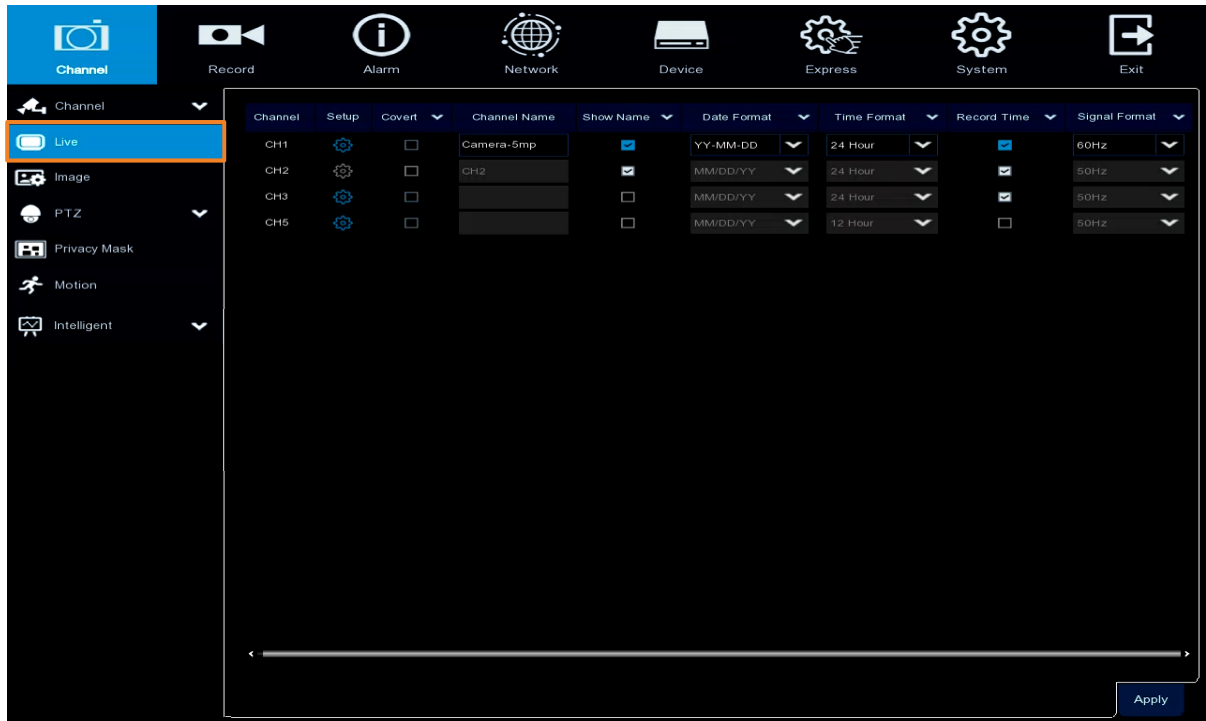 Channel Record Alarm Network Device Express System Exit
Channel
Live
Image
PTZ
Privacy Mask
Motion
Intelligent
Channel Setup Covert Channel Name Show Name Date Format Time Format Record Time Signal Format
CH1 Camera-5mp YY-MM-DD 24 Hour 60Hz
CH2 CH2 MM/DD/YY 24 Hour 50Hz
CH3 MM/DD/YY 24 Hour 50Hz
CH5 MM/DD/YY 12 Hour 50Hz
Apply